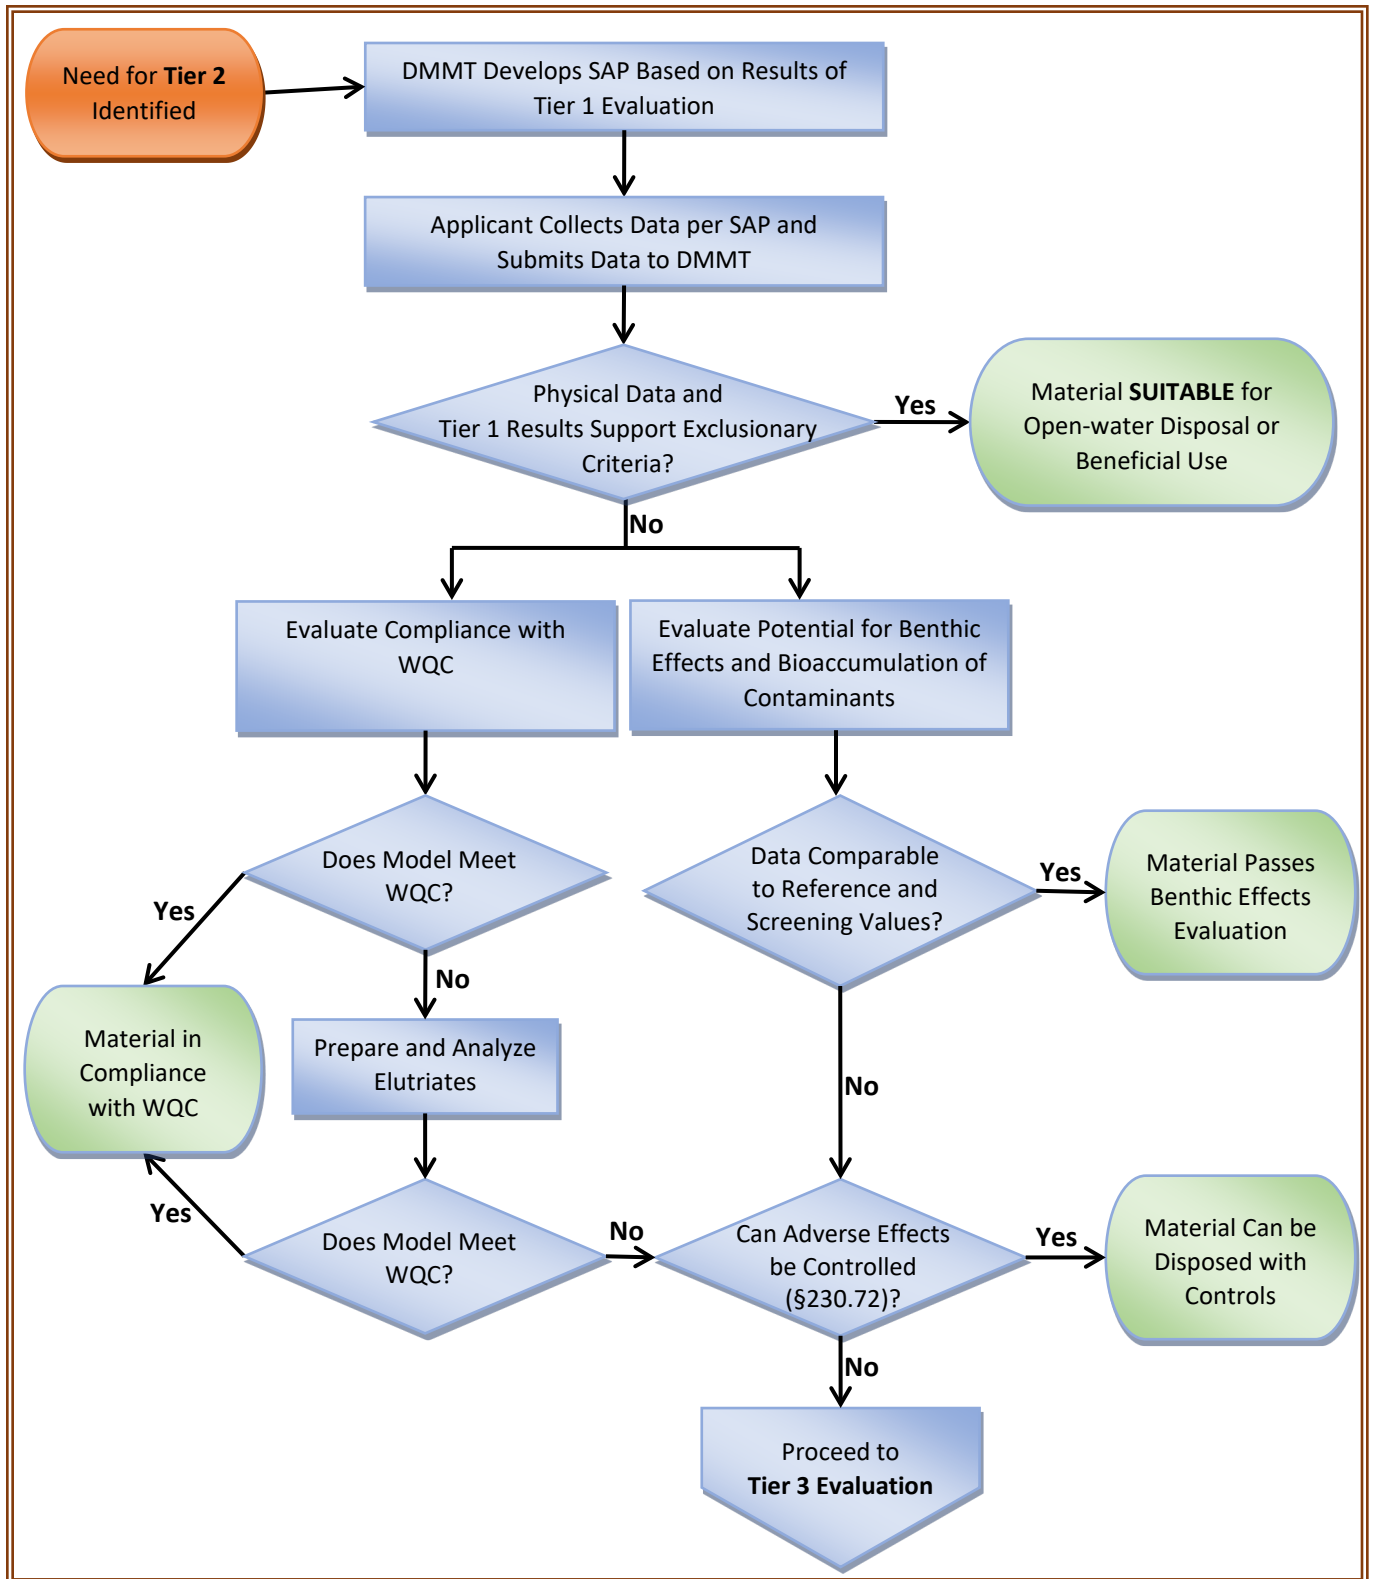 Need for Tier 2
Identified
DMMT Develops SAP Based on Results of
Tier 1 Evaluation
Applicant Collects Data per SAP and
Submits Data to DMMT
Physical Data and
Tier 1 Results Support Exclusionary
Criteria?
Yes
Material SUITABLE for
Open-water Disposal or
Beneficial Use
No
Evaluate Compliance with
WQC
Evaluate Potential for Benthic
Effects and Bioaccumulation of
Contaminants
Does Model Meet
WQC?
Yes
No
Data Comparable
to Reference and
Screening Values?
Yes
Material Passes
Benthic Effects
Evaluation
No
Material in
Compliance
with WQC
Prepare and Analyze
Elutriates
Does Model Meet
WQC?
Yes
No
Can Adverse Effects
be Controlled
(§230.72)?
Yes
Material Can be
Disposed with
Controls
No
Proceed to
Tier 3 Evaluation